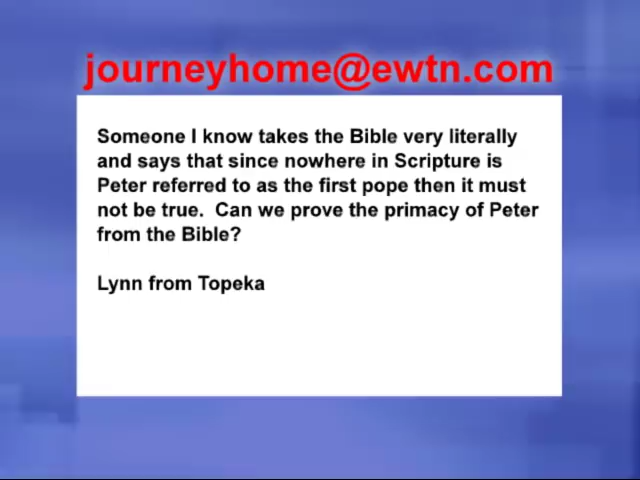 journeyhome@ewtn.com
Someone I know takes the Bible very literally
and says that since nowhere in Scripture is
Peter referred to as the first pope then it must
not be true.  Can we prove the primacy of Peter
from the Bible?
Lynn from Topeka